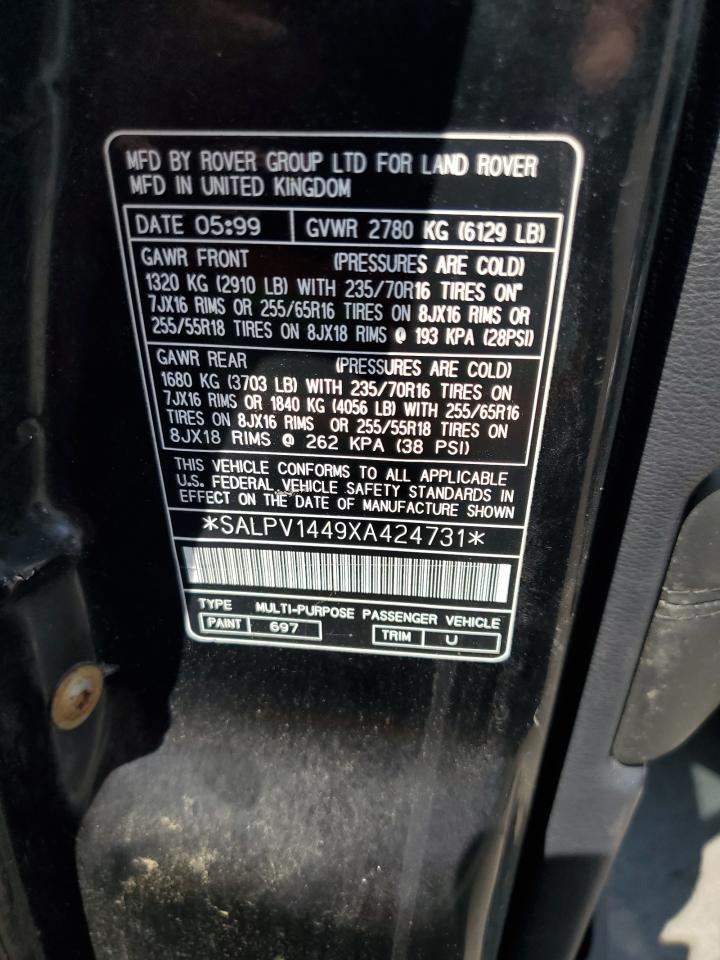 MFD BY ROVER GROUP LTD FOR LAND ROVER
MFD IN UNITED KINGDOM
DATE 05:99 GVWR 2780 KG (6129 LB)
GAWR FRONT (PRESSURES ARE COLD)
1320 KG (2910 LB) WITH 235/70R16 TIRES ON
7JX16 RIMS OR 255/65R16 TIRES ON 8JX16 RIMS OR
255/55R18 TIRES ON 8JX18 RIMS @ 193 KPA (28PSI)
GAWR REAR (PRESSURES ARE COLD)
1680 KG (3703 LB) WITH 235/70R16 TIRES ON
7JX16 RIMS OR 1840 KG (4056 LB) WITH 255/65R16
TIRES ON 8JX16 RIMS OR 255/55R18 TIRES ON
8JX18 RIMS @ 262 KPA (38 PSI)
THIS VEHICLE CONFORMS TO ALL APPLICABLE
U.S. FEDERAL VEHICLE SAFETY STANDARDS IN
EFFECT ON THE DATE OF MANUFACTURE SHOWN
*SALPV1449XA424731*
TYPE MULTI-PURPOSE PASSENGER VEHICLE
PAINT 697 TRIM U